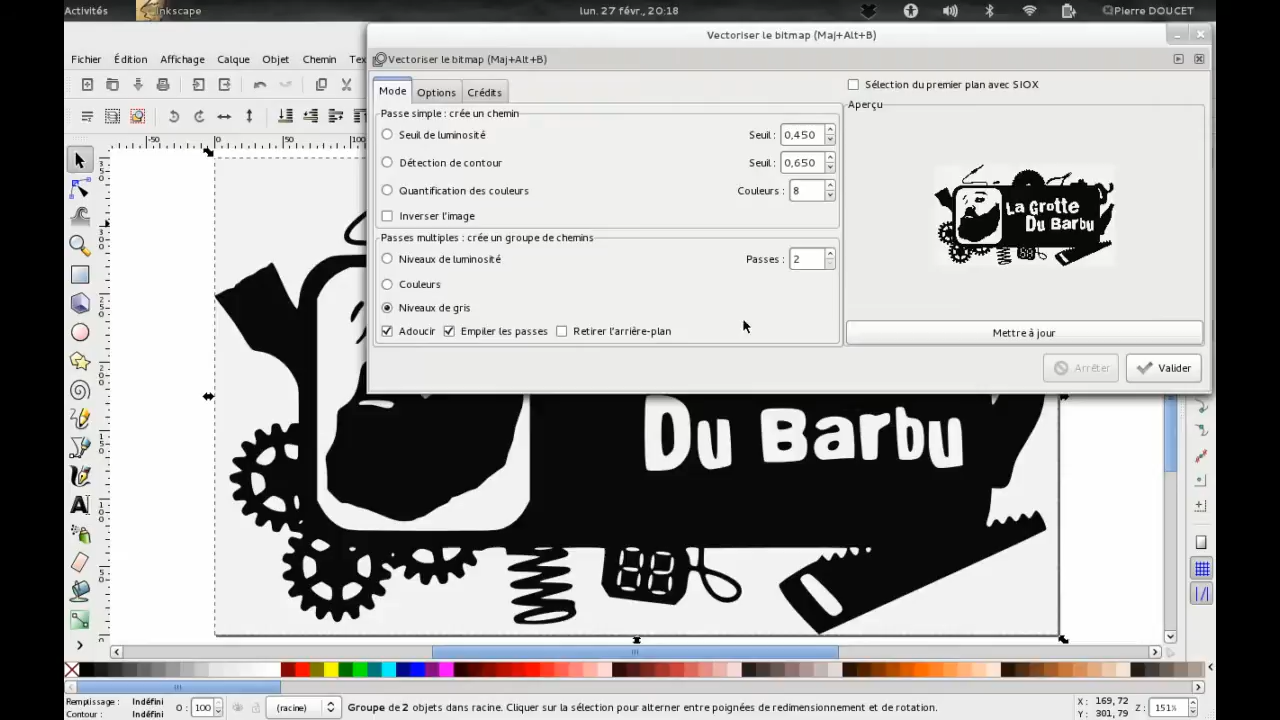 Activités
Inkscape
lun. 27 févr., 20:18
Pierre DOUCET
Vectoriser le bitmap (Maj+Alt+B)
Fichier Édition Affichage Calque Objet Chemin
Vectoriser le bitmap (Maj+Alt+B)
Mode Options Crédits
Sélection du premier plan avec SIOX
Passe simple : crée un chemin
Aperçu
Seuil de luminosité Seuil : 0,450
Détection de contour Seuil : 0,650
Quantification des couleurs Couleurs : 8
Inverser l'image
Passes multiples : crée un groupe de chemins
Niveaux de luminosité Passes : 2
Couleurs
Niveaux de gris
Adoucir Empiler les passes Retirer l'arrière-plan
La Grotte
Du Barbu
Mettre à jour
Arrêter Valider
Du Barbu
88
Remplissage : Indéfini
Contour : Indéfini
O : 100
(racine)
Groupe de 2 objets dans racine. Cliquer sur la sélection pour alterner entre poignées de redimensionnement et de rotation.
X : 169,72
Y : 301,79
Z : 151%